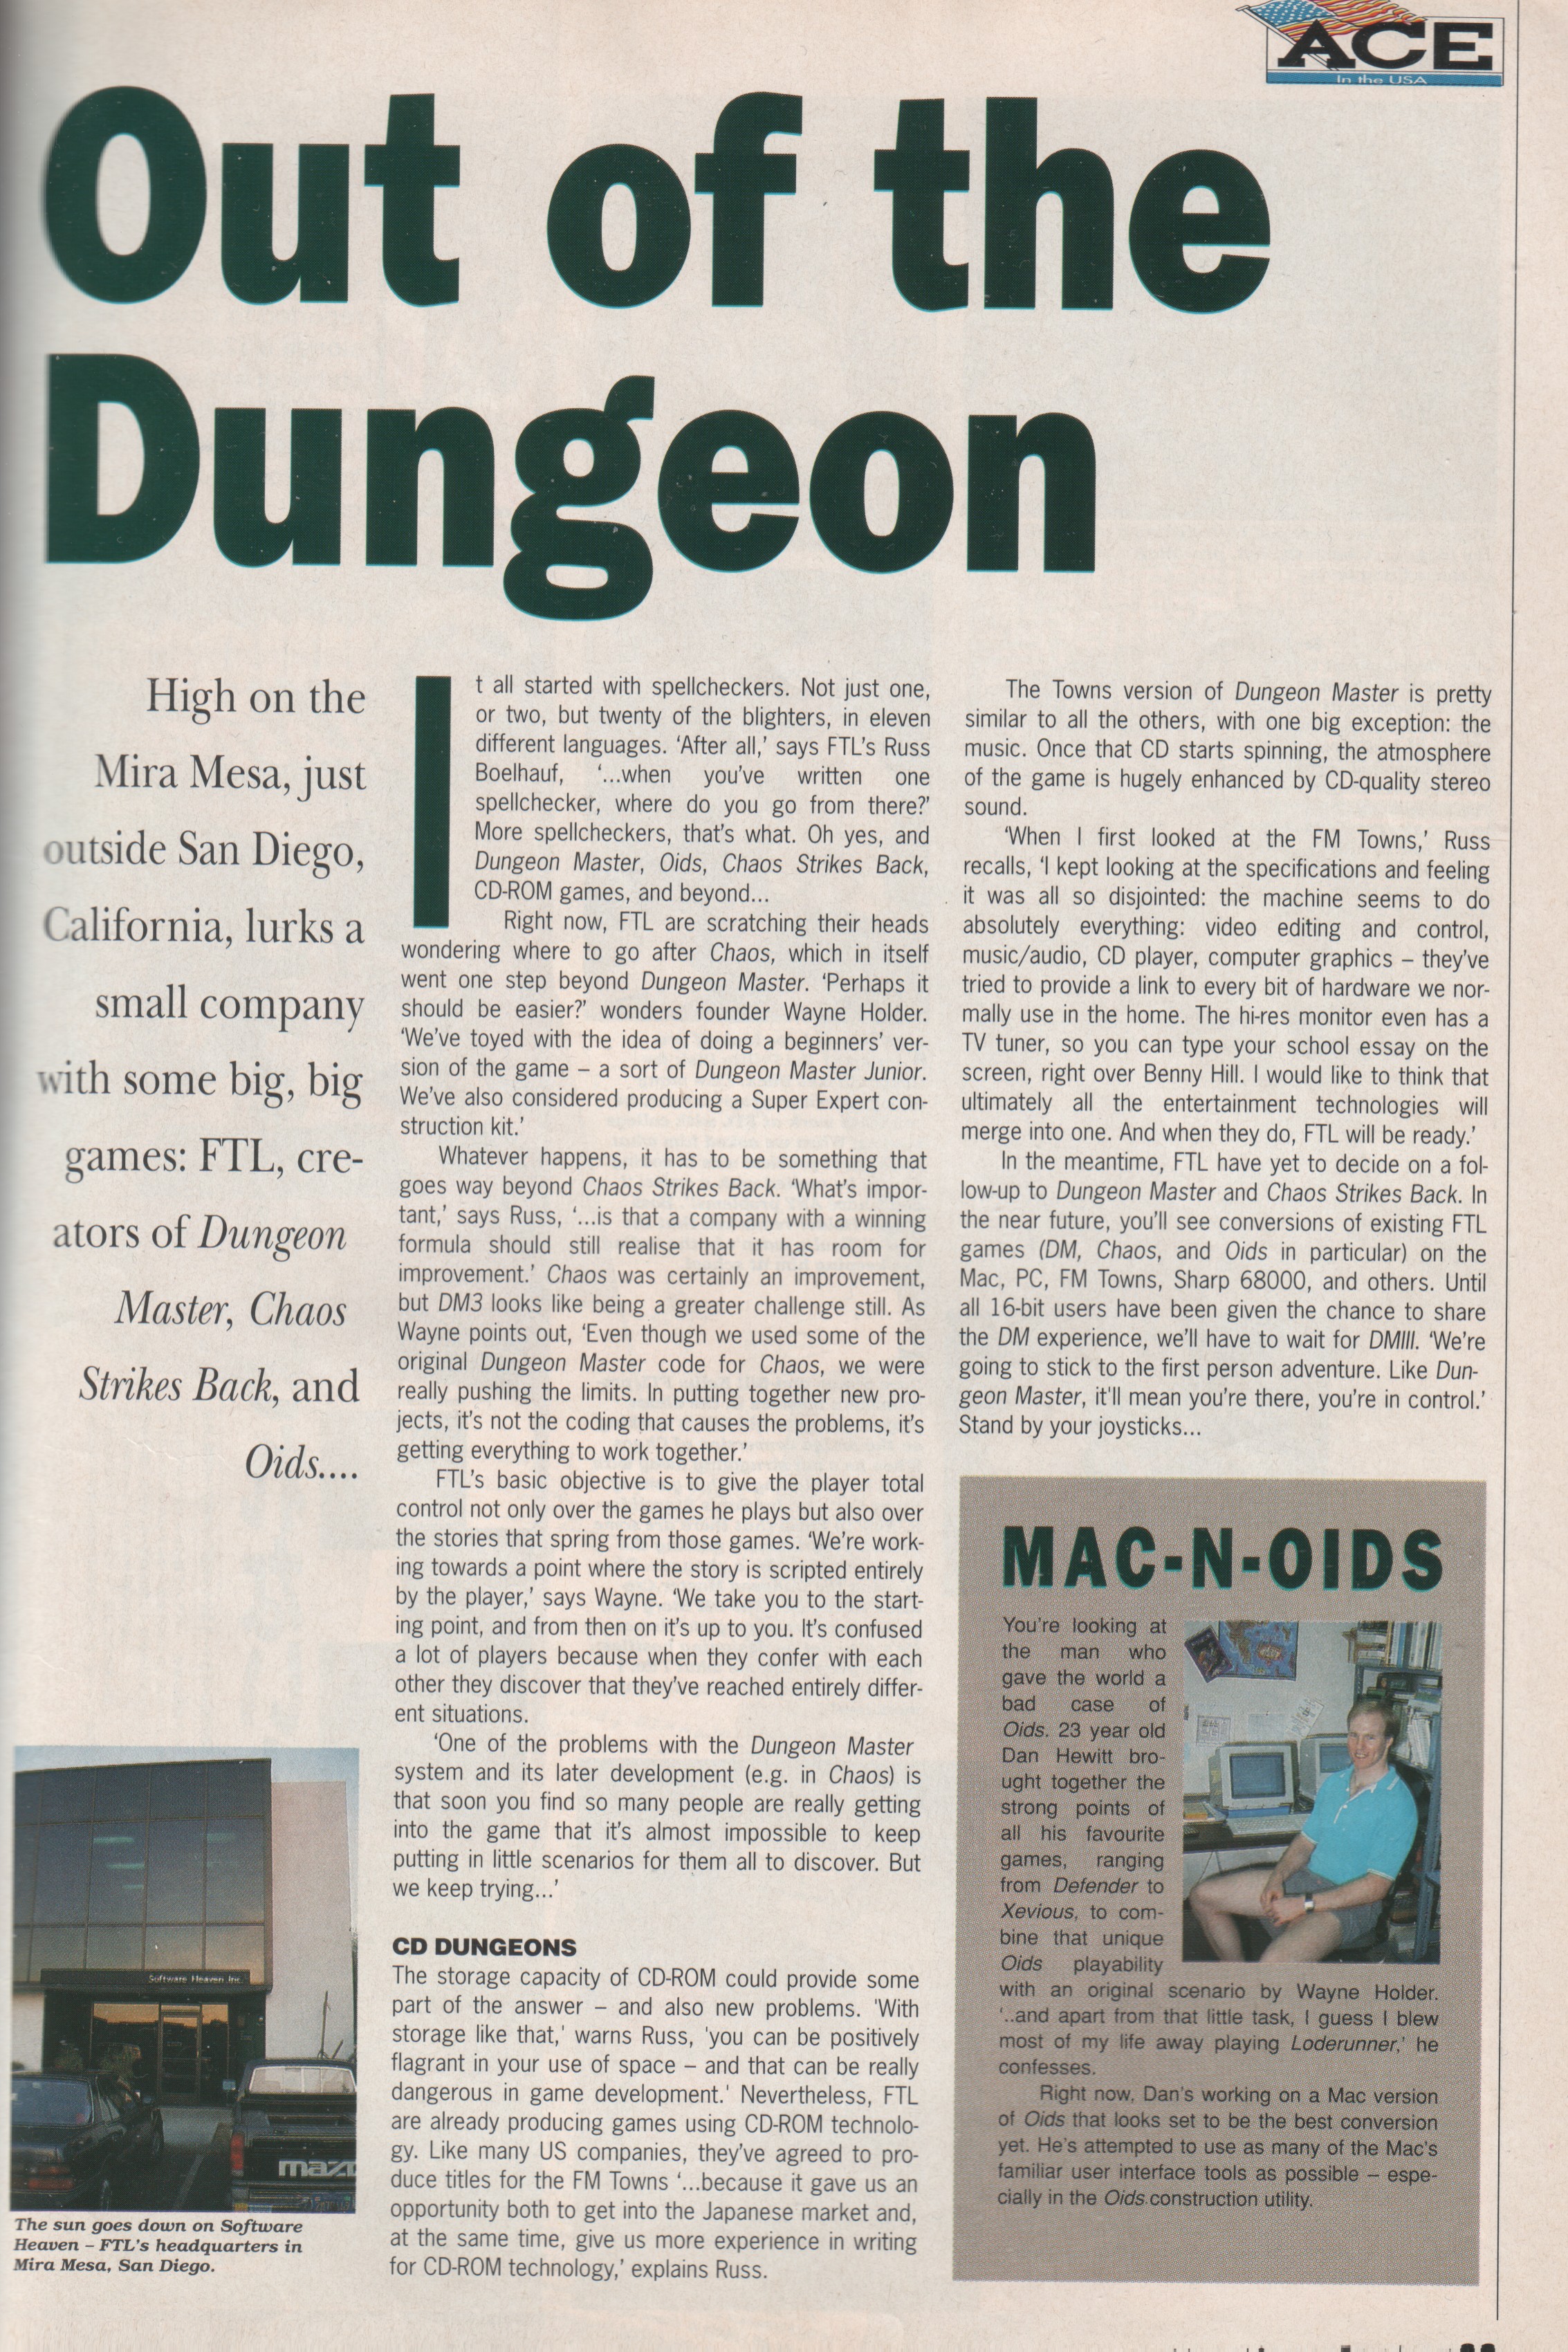 ACE
In the USA
Out of the
Dungeon
High on the
Mira Mesa, just
outside San Diego,
California, lurks a
small company
with some big, big
games: FTL, cre-
ators of Dungeon
Master, Chaos
Strikes Back, and
Oids....
It all started with spellcheckers. Not just one,
or two, but twenty of the blighters, in eleven
different languages. ‘After all,’ says FTL’s Russ
Boelhauf, ‘...when you’ve written one
spellchecker, where do you go from there?’
More spellcheckers, that’s what. Oh yes, and
Dungeon Master, Oids, Chaos Strikes Back,
CD-ROM games, and beyond...
Right now, FTL are scratching their heads
wondering where to go after Chaos, which in itself
went one step beyond Dungeon Master. ‘Perhaps it
should be easier?’ wonders founder Wayne Holder.
‘We’ve toyed with the idea of doing a beginners’ ver-
sion of the game – a sort of Dungeon Master Junior.
We’ve also considered producing a Super Expert con-
struction kit.’
Whatever happens, it has to be something that
goes way beyond Chaos Strikes Back. ‘What’s impor-
tant,’ says Russ, ‘...is that a company with a winning
formula should still realise that it has room for
improvement.’ Chaos was certainly an improvement,
but DM3 looks like being a greater challenge still. As
Wayne points out, ‘Even though we used some of the
original Dungeon Master code for Chaos, we were
really pushing the limits. In putting together new pro-
jects, it’s not the coding that causes the problems, it’s
getting everything to work together.’
FTL’s basic objective is to give the player total
control not only over the games he plays but also over
the stories that spring from those games. ‘We’re work-
ing towards a point where the story is scripted entirely
by the player,’ says Wayne. ‘We take you to the start-
ing point, and from then on it’s up to you. It’s confused
a lot of players because when they confer with each
other they discover that they’ve reached entirely differ-
ent situations.
‘One of the problems with the Dungeon Master
system and its later development (e.g. in Chaos) is
that soon you find so many people are really getting
into the game that it’s almost impossible to keep
putting in little scenarios for them all to discover. But
we keep trying...’
CD DUNGEONS
The storage capacity of CD-ROM could provide some
part of the answer – and also new problems. 'With
storage like that,' warns Russ, 'you can be positively
flagrant in your use of space – and that can be really
dangerous in game development.' Nevertheless, FTL
are already producing games using CD-ROM technolo-
gy. Like many US companies, they’ve agreed to pro-
duce titles for the FM Towns ‘...because it gave us an
opportunity both to get into the Japanese market and,
at the same time, give us more experience in writing
for CD-ROM technology,’ explains Russ.
The Towns version of Dungeon Master is pretty
similar to all the others, with one big exception: the
music. Once that CD starts spinning, the atmosphere
of the game is hugely enhanced by CD-quality stereo
sound.
‘When I first looked at the FM Towns,’ Russ
recalls, ‘I kept looking at the specifications and feeling
it was all so disjointed: the machine seems to do
absolutely everything: video editing and control,
music/audio, CD player, computer graphics – they’ve
tried to provide a link to every bit of hardware we nor-
mally use in the home. The hi-res monitor even has a
TV tuner, so you can type your school essay on the
screen, right over Benny Hill. I would like to think that
ultimately all the entertainment technologies will
merge into one. And when they do, FTL will be ready.’
In the meantime, FTL have yet to decide on a fol-
low-up to Dungeon Master and Chaos Strikes Back. In
the near future, you’ll see conversions of existing FTL
games (DM, Chaos, and Oids in particular) on the
Mac, PC, FM Towns, Sharp 68000, and others. Until
all 16-bit users have been given the chance to share
the DM experience, we’ll have to wait for DMIII. ‘We’re
going to stick to the first person adventure. Like Dun-
geon Master, it'll mean you’re there, you’re in control.’
Stand by your joysticks...
MAC-N-OIDS
You’re looking at
the man who
gave the world a
bad case of
Oids. 23 year old
Dan Hewitt bro-
ught together the
strong points of
all his favourite
games, ranging
from Defender to
Xevious, to com-
bine that unique
Oids playability
with an original scenario by Wayne Holder.
‘..and apart from that little task, I guess I blew
most of my life away playing Loderunner,’ he
confesses.
Right now, Dan’s working on a Mac version
of Oids that looks set to be the best conversion
yet. He’s attempted to use as many of the Mac’s
familiar user interface tools as possible – espe-
cially in the Oids construction utility.
Software Heaven Inc.
The sun goes down on Software
Heaven – FTL’s headquarters in
Mira Mesa, San Diego.